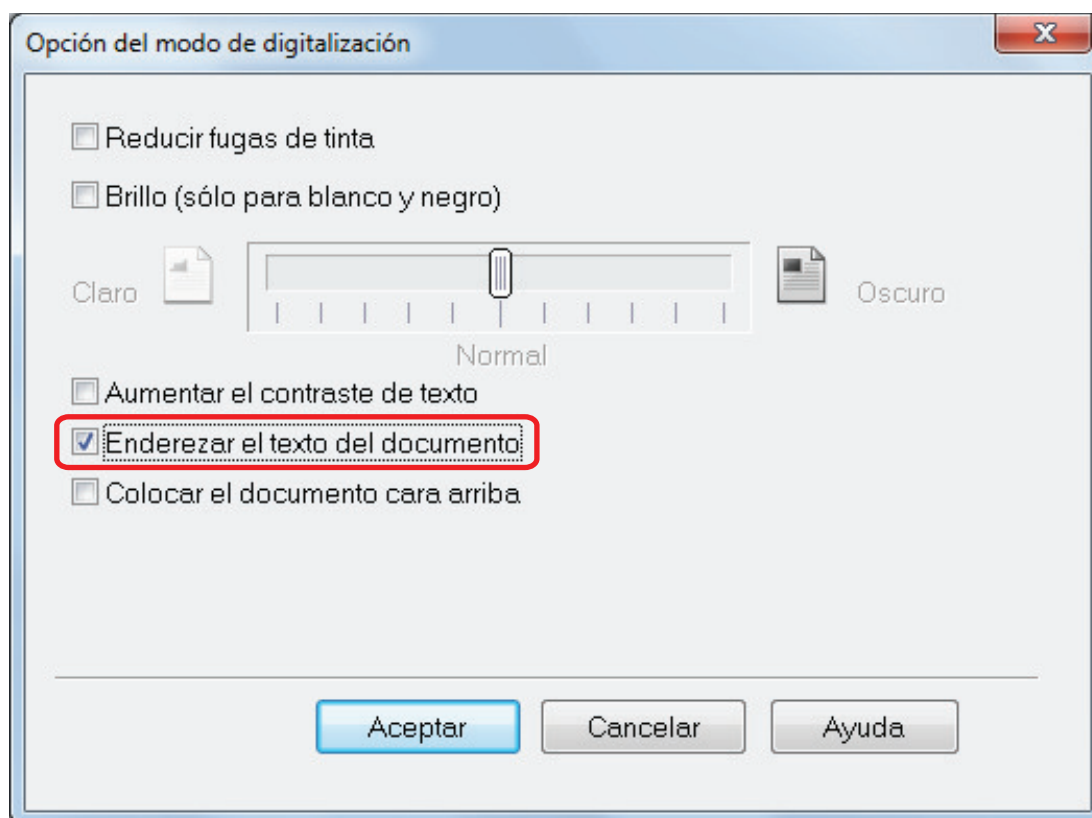 Opción del modo de digitalización
Reducir fugas de tinta
Brillo (sólo para blanco y negro)
Claro
Oscuro
Normal
Aumentar el contraste de texto
Enderezar el texto del documento
Colocar el documento cara arriba
Aceptar Cancelar Ayuda